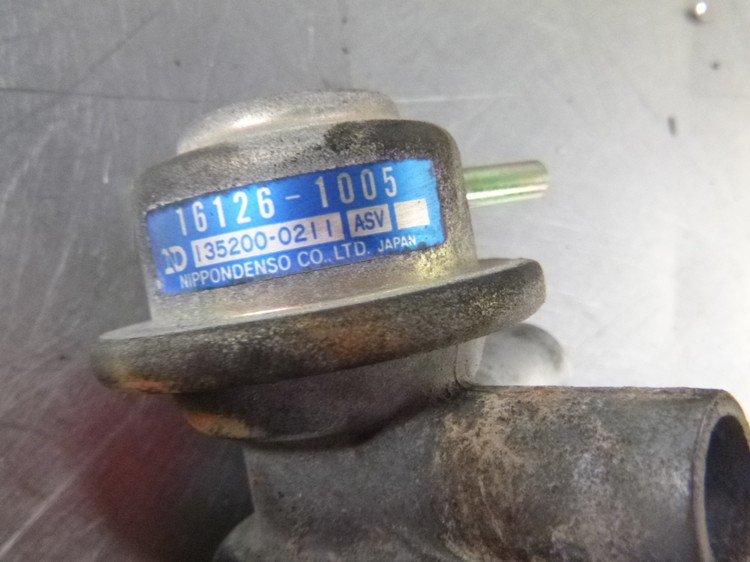 16126-1005
ND 135200-0211 ASV
NIPPONDENSO CO., LTD. JAPAN